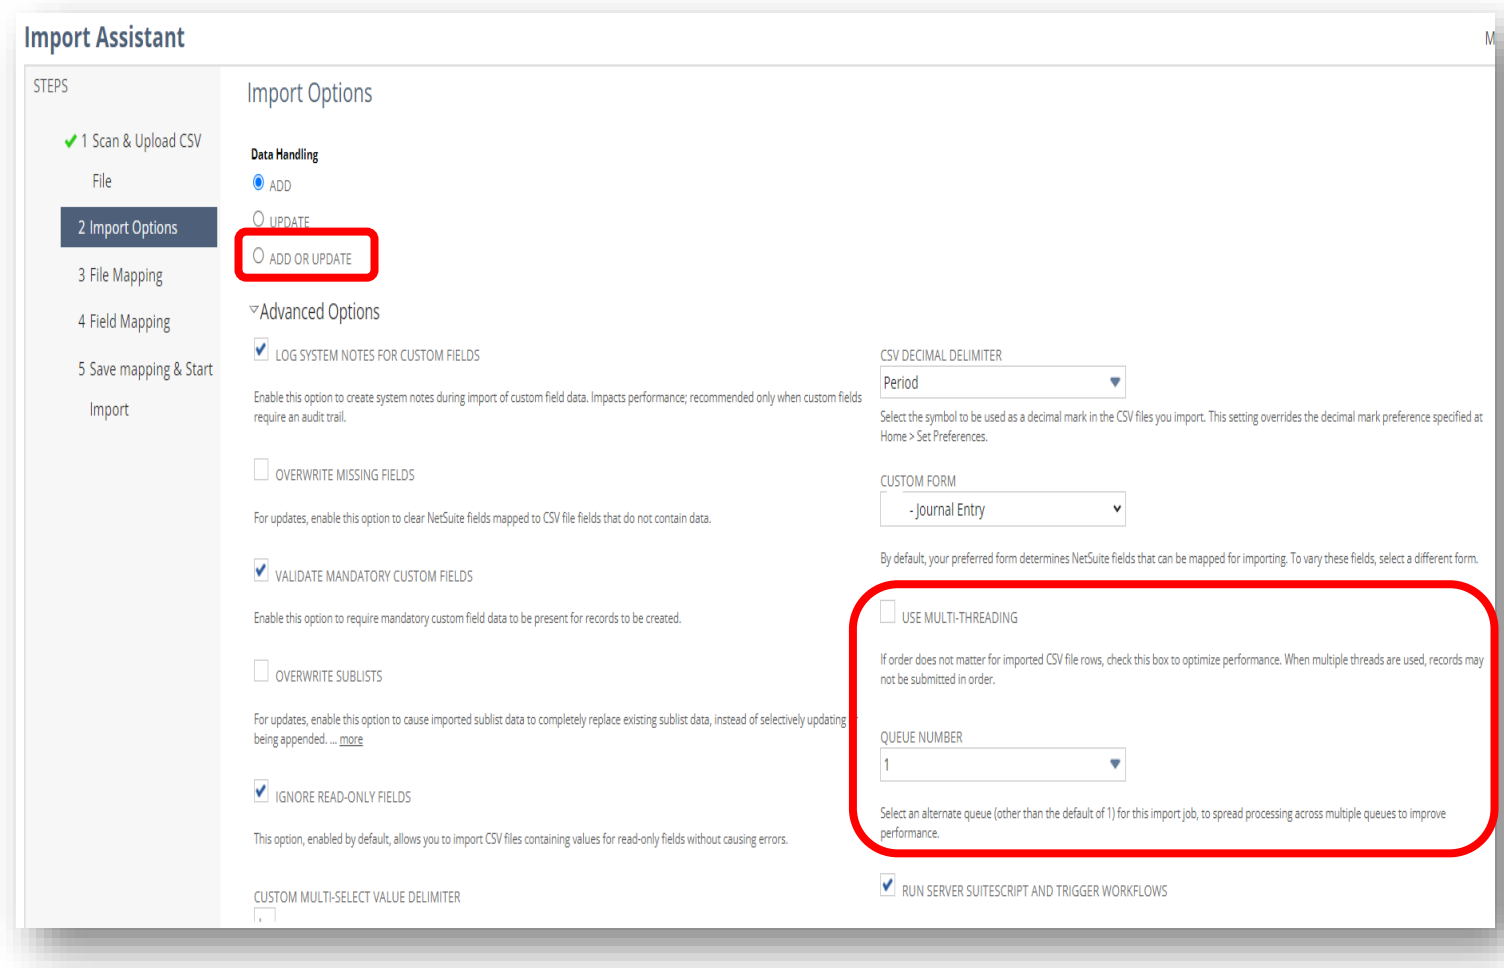 Import Assistant
M
STEPS
1 Scan & Upload CSV
File
2 Import Options
3 File Mapping
4 Field Mapping
5 Save mapping & Start
Import
Import Options
Data Handling
ADD
UPDATE
ADD OR UPDATE
Advanced Options
LOG SYSTEM NOTES FOR CUSTOM FIELDS
Enable this option to create system notes during import of custom field data. Impacts performance; recommended only when custom fields
require an audit trail.
OVERWRITE MISSING FIELDS
For updates, enable this option to clear NetSuite fields mapped to CSV file fields that do not contain data.
VALIDATE MANDATORY CUSTOM FIELDS
Enable this option to require mandatory custom field data to be present for records to be created.
OVERWRITE SUBLISTS
For updates, enable this option to cause imported sublist data to completely replace existing sublist data, instead of selectively updating
being appended. ... more
IGNORE READ-ONLY FIELDS
This option, enabled by default, allows you to import CSV files containing values for read-only fields without causing errors.
CUSTOM MULTI-SELECT VALUE DELIMITER
CSV DECIMAL DELIMITER
Period
Select the symbol to be used as a decimal mark in the CSV files you import. This setting overrides the decimal mark preference specified at
Home > Set Preferences.
CUSTOM FORM
- Journal Entry
By default, your preferred form determines NetSuite fields that can be mapped for importing. To vary these fields, select a different form.
USE MULTI-THREADING
If order does not matter for imported CSV file rows, check this box to optimize performance. When multiple threads are used, records may
not be submitted in order.
QUEUE NUMBER
1
Select an alternate queue (other than the default of 1) for this import job, to spread processing across multiple queues to improve
performance.
RUN SERVER SUITESCRIPT AND TRIGGER WORKFLOWS